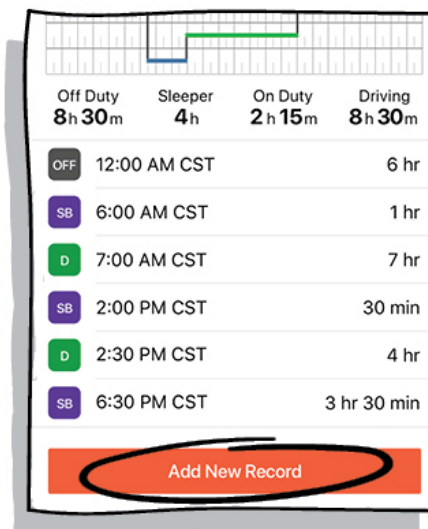 Off Duty Sleeper On Duty Driving
8h 30m 4h 2h 15m 8h 30m
OFF 12:00 AM CST 6 hr
SB 6:00 AM CST 1 hr
D 7:00 AM CST 7 hr
SB 2:00 PM CST 30 min
D 2:30 PM CST 4 hr
SB 6:30 PM CST 3 hr 30 min
Add New Record